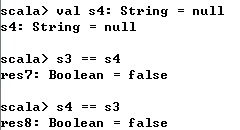 scala> val s4: String = null
s4: String = null
scala> s3 == s4
res7: Boolean = false
scala> s4 == s3
res8: Boolean = false